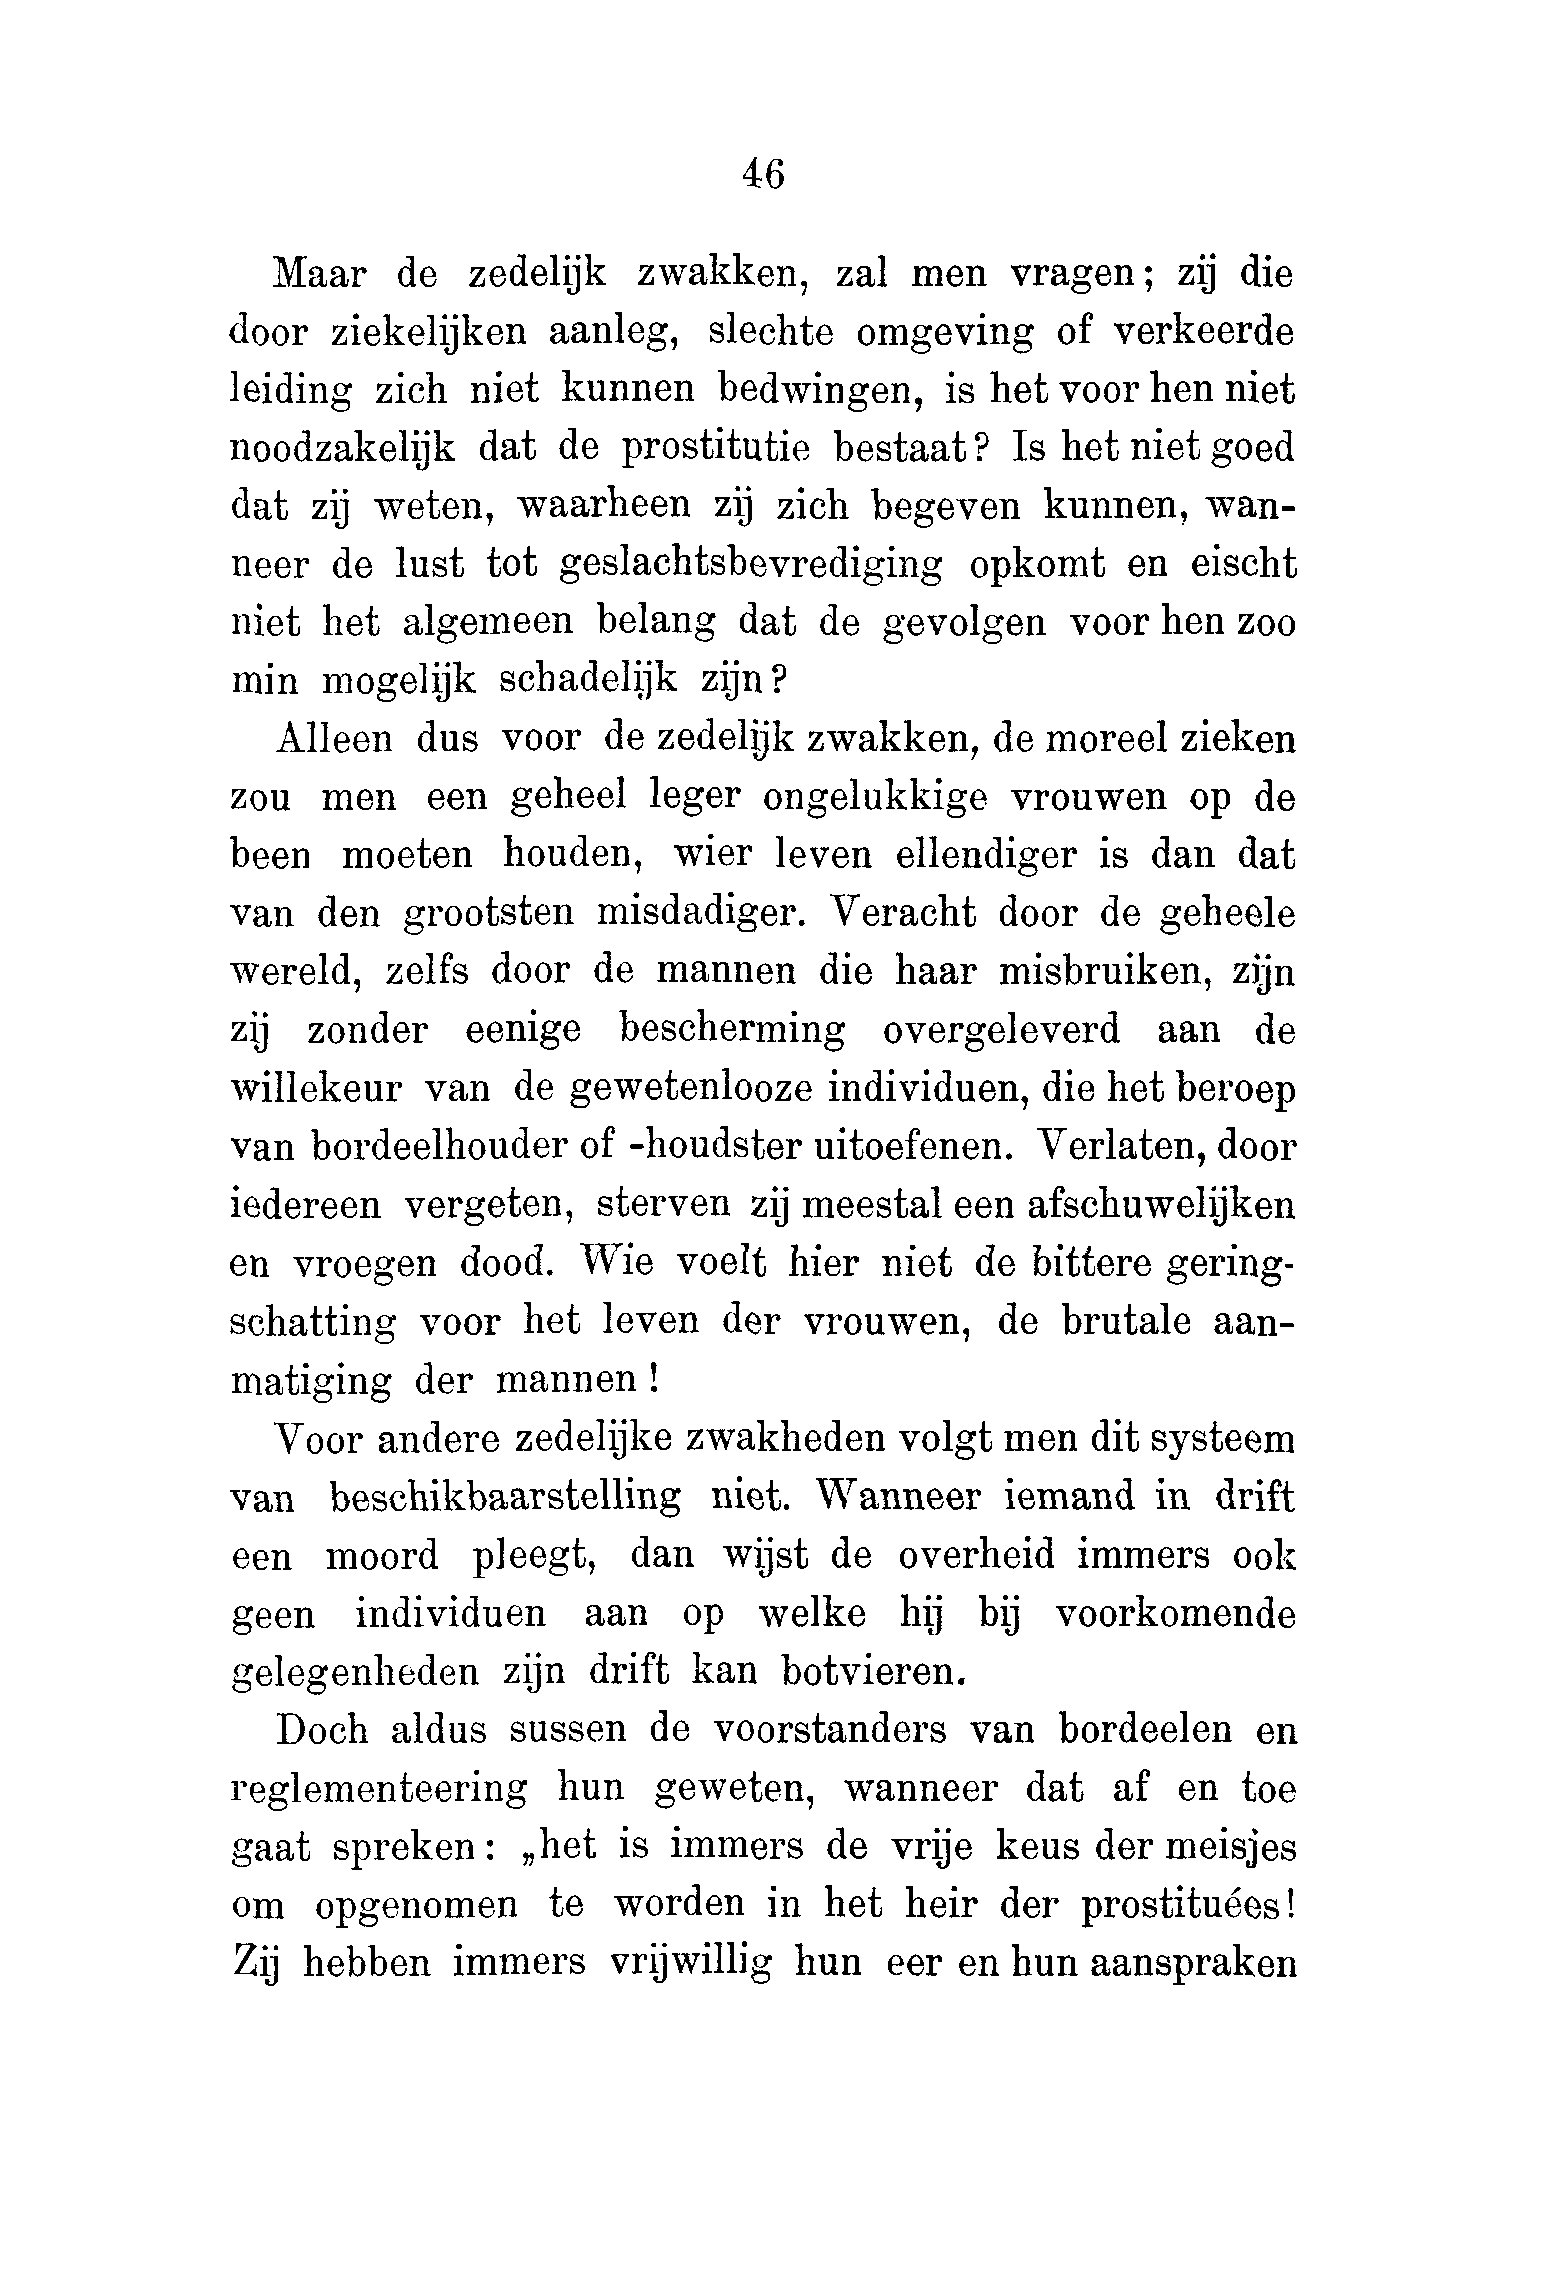 46
Maar de zedelijk zwakken, zal men vragen; zij die
door ziekelijken aanleg, slechte omgeving of verkeerde
leiding zich niet kunnen bedwingen, is het voor hen niet
noodzakelijk dat de prostitutie bestaat? Is het niet goed
dat zij weten, waarheen zij zich begeven kunnen, wan-
neer de lust tot geslachtsbevrediging opkomt en eischt
niet het algemeen belang dat de gevolgen voor hen zoo
min mogelijk schadelijk zijn?
Alleen dus voor de zedelijk zwakken, de moreel zieken
zou men een geheel leger ongelukkige vrouwen op de
been moeten houden, wier leven ellendiger is dan dat
van den grootsten misdadiger. Veracht door de geheele
wereld, zelfs door de mannen die haar misbruiken, zijn
zij zonder eenige bescherming overgeleverd aan de
willekeur van de gewetenlooze individuen, die het beroep
van bordeelhouder of -houdster uitoefenen. Verlaten, door
iedereen vergeten, sterven zij meestal een afschuwelijken
en vroegen dood. Wie voelt hier niet de bittere gering-
schatting voor het leven der vrouwen, de brutale aan-
matiging der mannen!
Voor andere zedelijke zwakheden volgt men dit systeem
van beschikbaarstelling niet. Wanneer iemand in drift
een moord pleegt, dan wijst de overheid immers ook
geen individuen aan op welke hij bij voorkomende
gelegenheden zijn drift kan botvieren.
Doch aldus sussen de voorstanders van bordeelen en
reglementeering hun geweten, wanneer dat af en toe
gaat spreken: „het is immers de vrije keus der meisjes
om opgenomen te worden in het heir der prostituées!
Zij hebben immers vrijwillig hun eer en hun aanspraken